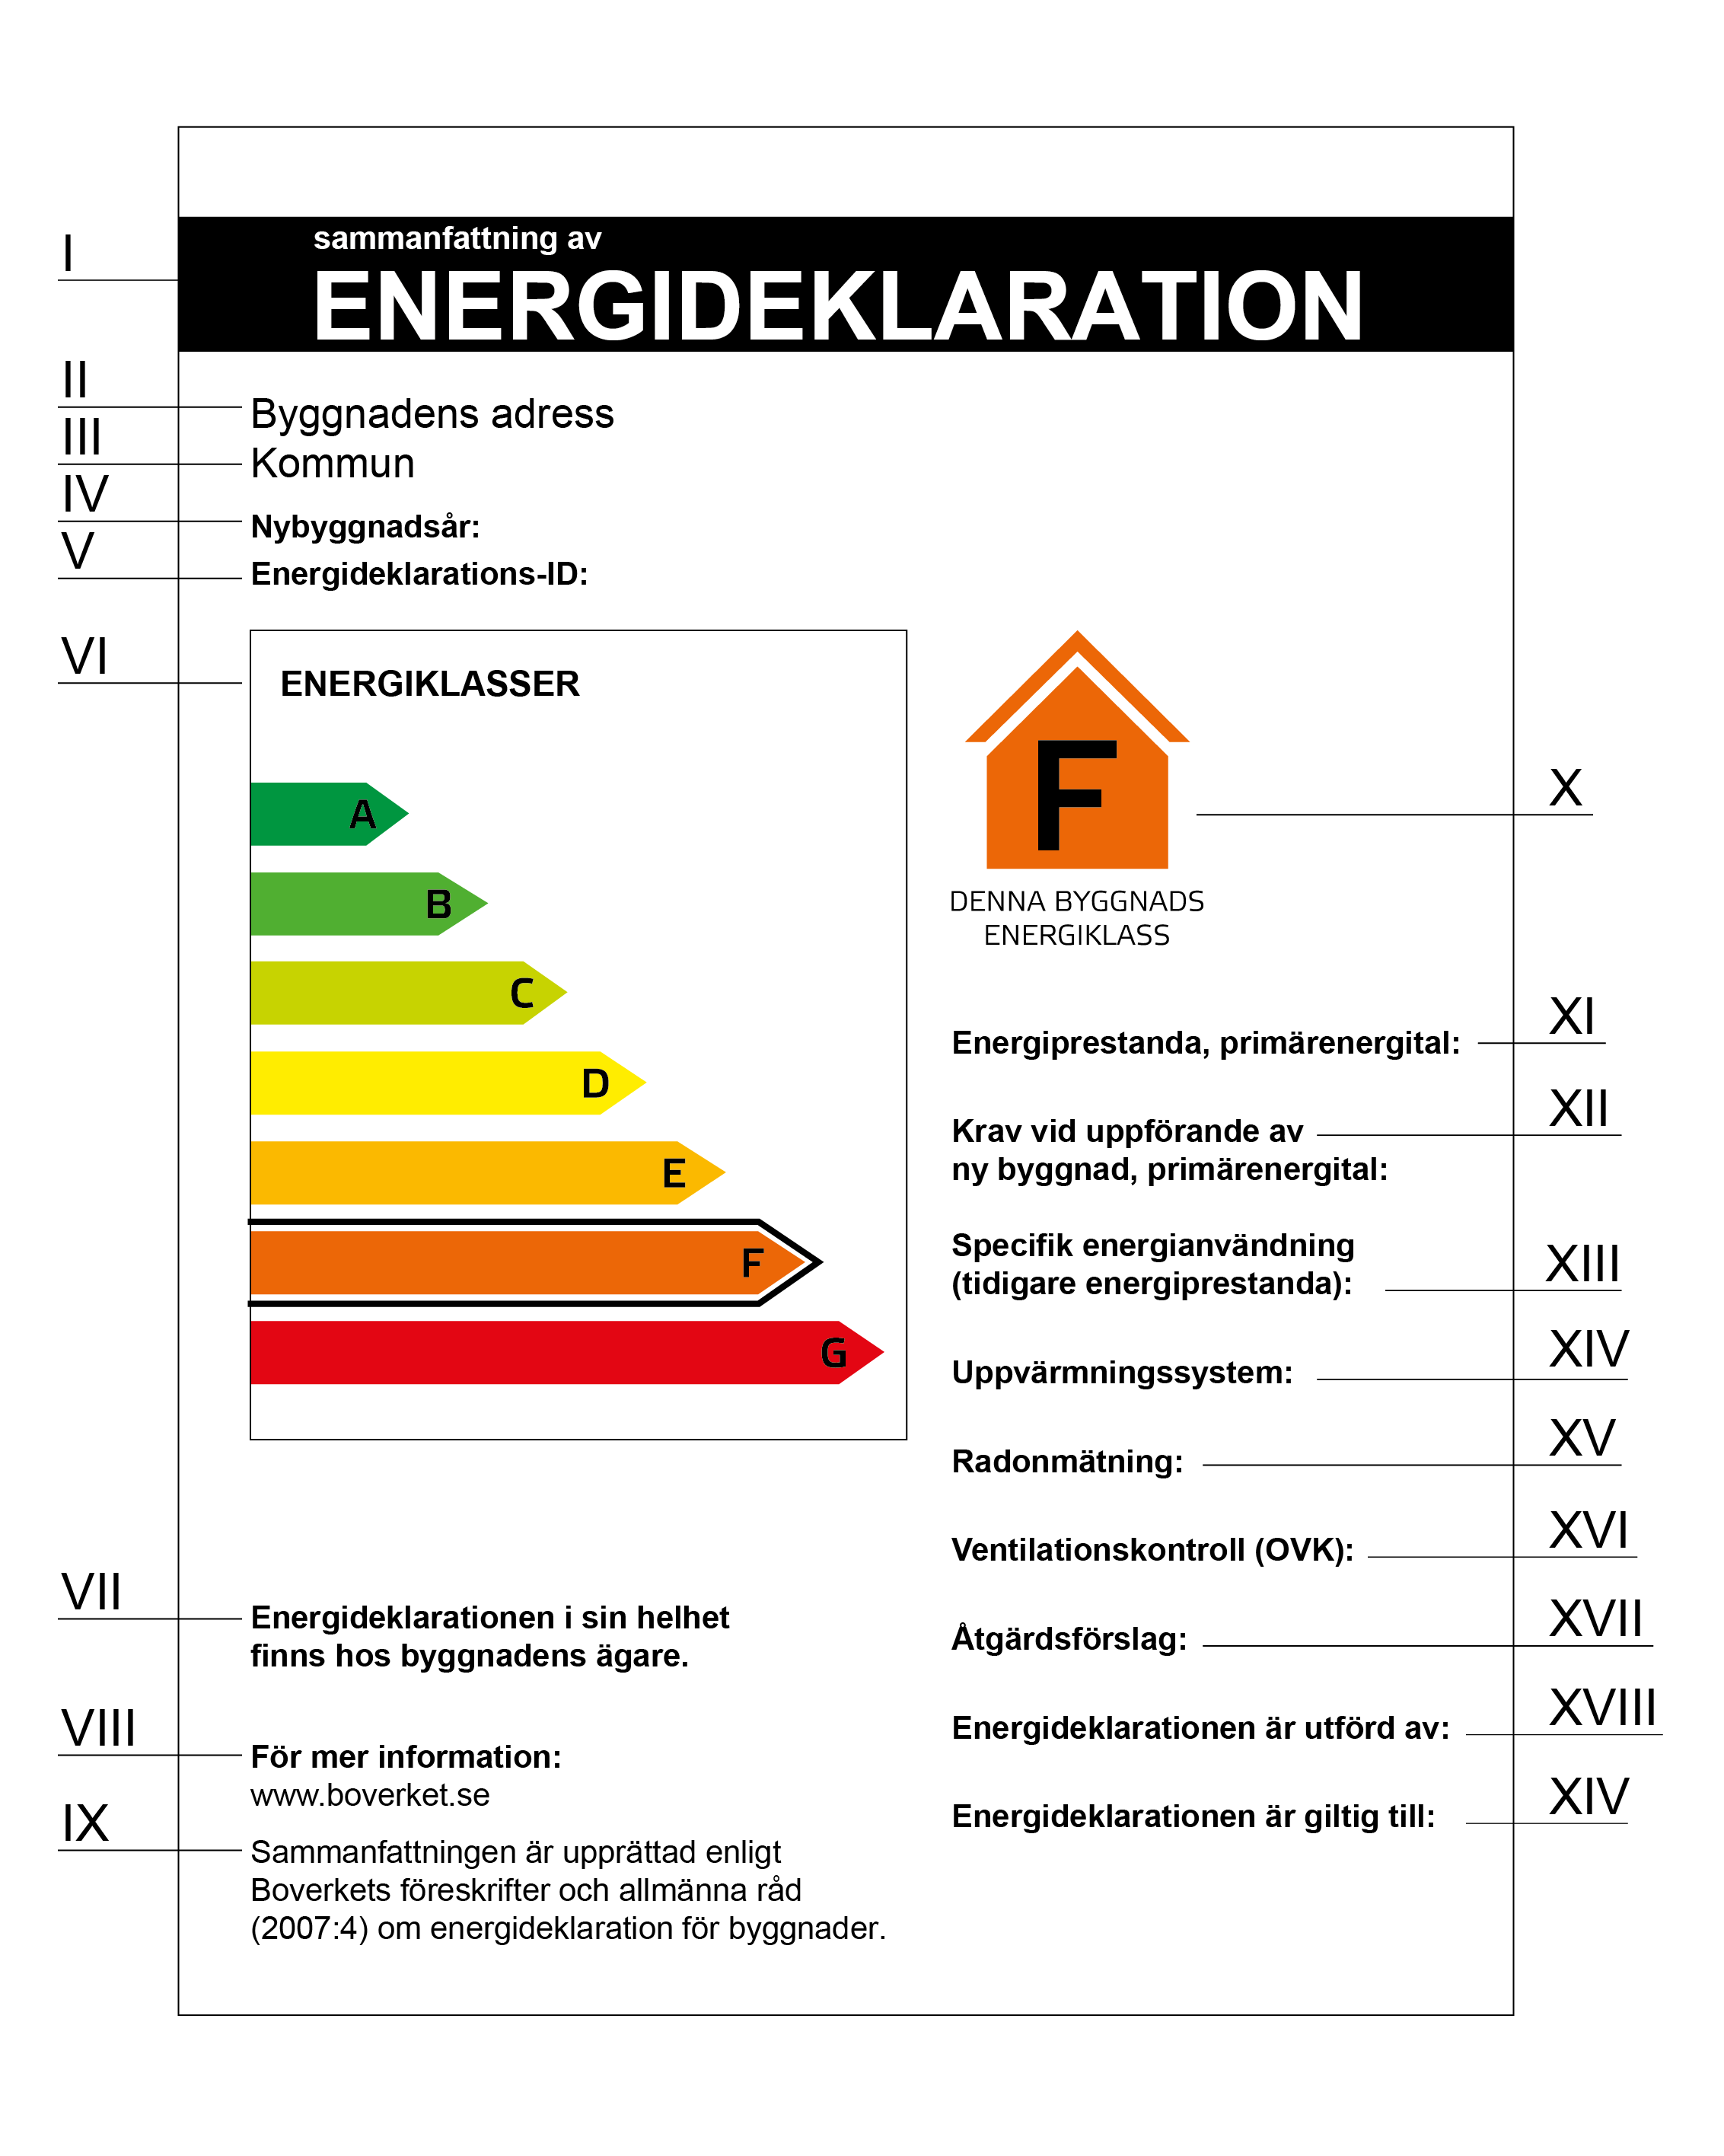 I
sammanfattning av
ENERGIDEKLARATION
II
Byggnadens adress
III
Kommun
IV
Nybyggnadsår:
V
Energideklarations-ID:
VI
ENERGIKLASSER
A
B
C
D
E
F
G
F
DENNA BYGGNADS
ENERGIKLASS
X
Energiprestanda, primärenergital:
XI
Krav vid uppförande av
ny byggnad, primärenergital:
XII
Specifik energianvändning
(tidigare energiprestanda):
XIII
Uppvärmningssystem:
XIV
Radonmätning:
XV
Ventilationskontroll (OVK):
XVI
Åtgärdsförslag:
XVII
Energideklarationen är utförd av:
XVIII
Energideklarationen är giltig till:
XIV
VII
Energideklarationen i sin helhet
finns hos byggnadens ägare.
VIII
För mer information:
www.boverket.se
IX
Sammanfattningen är upprättad enligt
Boverkets föreskrifter och allmänna råd
(2007:4) om energideklaration för byggnader.